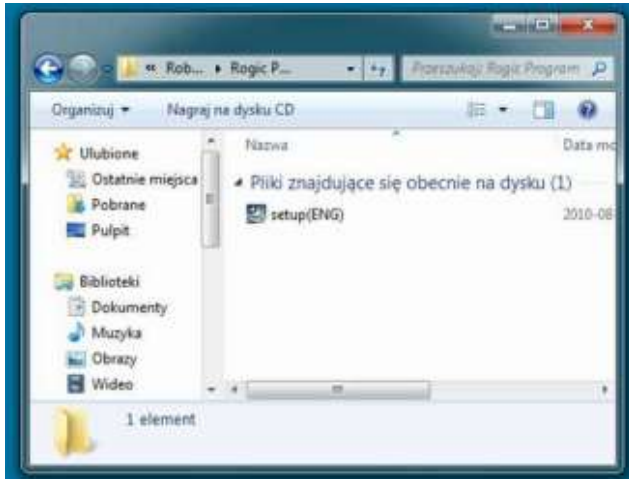 « Rob... ▸ Rogic P...
Przeszukaj: Rogic Program
Organizuj
Nagraj na dysku CD
Ulubione
Ostatnie miejsca
Pobrane
Pulpit
Biblioteki
Dokumenty
Muzyka
Obrazy
Wideo
Nazwa
Data mo
Pliki znajdujące się obecnie na dysku (1)
setup(ENG)
2010-08
1 element